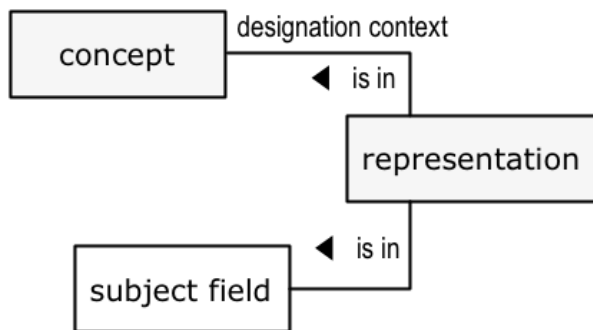 designation context
concept
◀ is in
representation
◀ is in
subject field